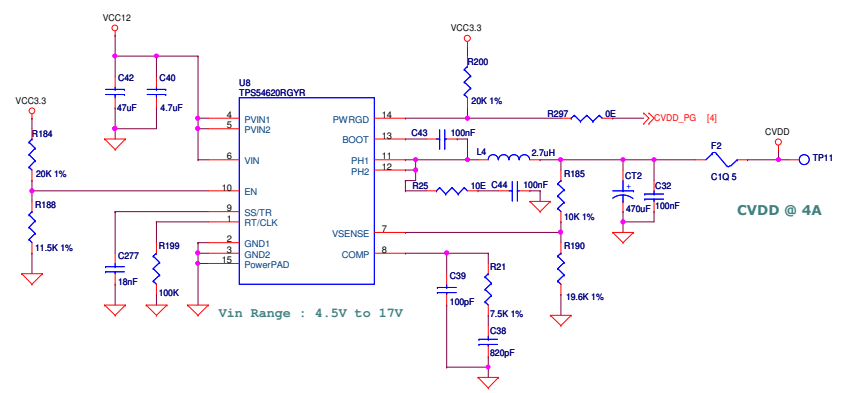 VCC12
VCC3.3
VCC3.3
C42
C40
47uF
4.7uF
R184
20K 1%
R188
11.5K 1%
U8
TPS54620RGYR
4 PVIN1
5 PVIN2
6 VIN
10 EN
9 SS/TR
1 RT/CLK
2 GND1
3 GND2
15 PowerPAD
PWRGD 14
BOOT 13
PH1 11
PH2 12
VSENSE 7
COMP 8
R200
20K 1%
R297 0E
CVDD_PG [4]
C43 100nF
L4 2.7uH
R25 10E C44 100nF
R185
10K 1%
CT2
470uF
C32
100nF
F2
C1Q 5
CVDD
TP11
CVDD @ 4A
R190
19.6K 1%
C277
18nF
R199
100K
C39
100pF
R21
7.5K 1%
C38
820pF
Vin Range : 4.5V to 17V